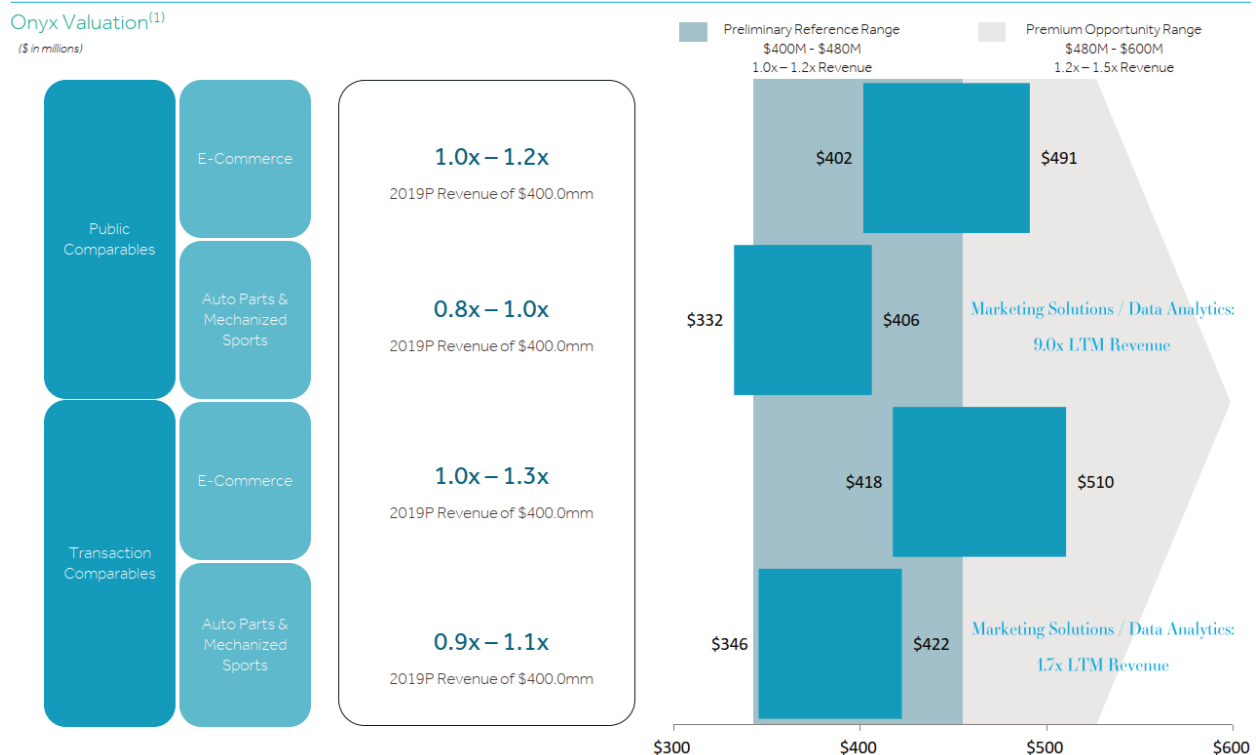 Onyx Valuation(1)
($ in millions)
Preliminary Reference Range
$400M - $480M
1.0x – 1.2x Revenue
Premium Opportunity Range
$480M - $600M
1.2x – 1.5x Revenue
Public
Comparables
E-Commerce
1.0x – 1.2x
2019P Revenue of $400.0mm
$402
$491
Auto Parts &
Mechanized
Sports
0.8x – 1.0x
2019P Revenue of $400.0mm
$332
$406
Marketing Solutions / Data Analytics:
9.0x LTM Revenue
Transaction
Comparables
E-Commerce
1.0x – 1.3x
2019P Revenue of $400.0mm
$418
$510
Auto Parts &
Mechanized
Sports
0.9x – 1.1x
2019P Revenue of $400.0mm
$346
$422
Marketing Solutions / Data Analytics:
1.7x LTM Revenue
$300
$400
$500
$600